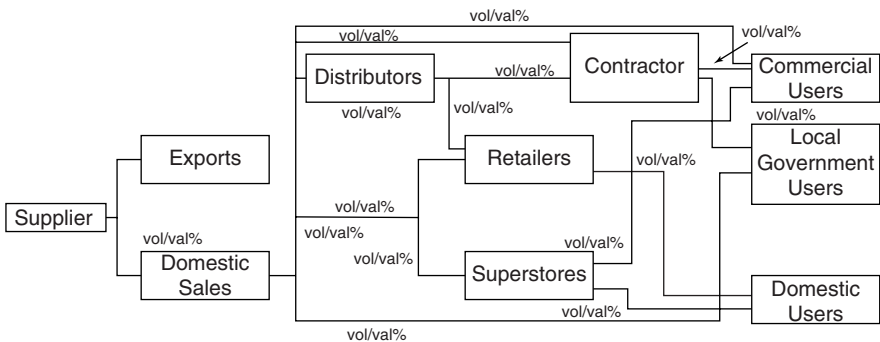 vol/val%
vol/val%
vol/val%
Distributors
vol/val%
Contractor
Commercial
Users
vol/val%
vol/val%
vol/val%
Exports
Retailers
vol/val%
Local
Government
Users
Supplier
vol/val%
vol/val%
vol/val%
vol/val%
vol/val%
Domestic
Sales
Superstores
Domestic
Users
vol/val%
vol/val%